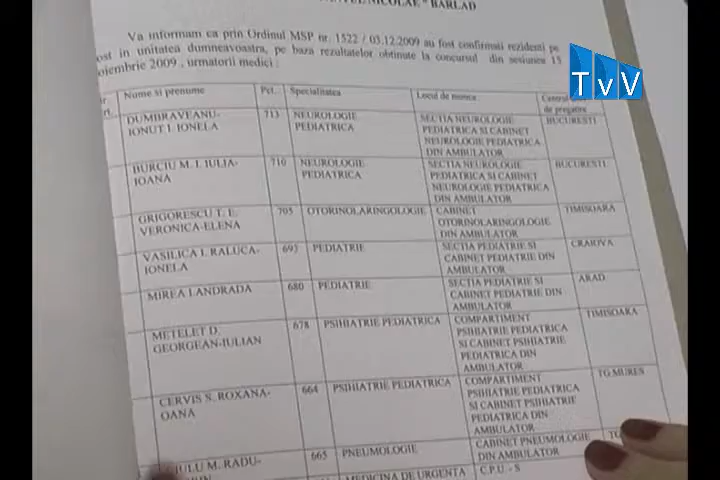 NICOLAE " BARLAD
TvV
Va informam ca prin Ordinul MSP nr. 1522 / 03.12.2009 au fost confirmati rezidenti pe
ost in unitatea dumneavoastra, pe baza rezultatelor obtinute la concursul din sesiunea 15
oiembrie 2009 , urmatorii medici :
Nume si prenume Pct. Specialitatea Locul de munca Centrul
de pregatire
DUMBRAVEANU-
IONUT I. IONELA
713
NEUROLOGIE
PEDIATRICA
SECTIA NEUROLOGIE
PEDIATRICA SI CABINET
NEUROLOGIE PEDIATRICA
DIN AMBULATOR
BUCURESTI
BURCIU M. I. IULIA-
IOANA
710
NEUROLOGIE
PEDIATRICA
SECTIA NEUROLOGIE
PEDIATRICA SI CABINET
NEUROLOGIE PEDIATRICA
DIN AMBULATOR
BUCURESTI
GRIGORESCU T. E.
VERONICA-ELENA
705
OTORINOLARINGOLOGIE
CABINET
OTORINOLARINGOLOGIE
DIN AMBULATOR
TIMISOARA
VASILICA I. RALUCA-
IONELA
693
PEDIATRIE
SECTIA PEDIATRIE SI
CABINET PEDIATRIE DIN
AMBULATOR
CRAIOVA
MIREA I. ANDRADA
680
PEDIATRIE
SECTIA PEDIATRIE SI
CABINET PEDIATRIE DIN
AMBULATOR
ARAD
METELET D.
GEORGEAN-IULIAN
678
PSIHIATRIE PEDIATRICA
COMPARTIMENT
PSIHIATRIE PEDIATRICA
SI CABINET PSIHIATRIE
PEDIATRICA DIN
AMBULATOR
TIMISOARA
CERVIS S. ROXANA-
OANA
664
PSIHIATRIE PEDIATRICA
COMPARTIMENT
PSIHIATRIE PEDIATRICA
SI CABINET PSIHIATRIE
PEDIATRICA DIN
AMBULATOR
TG MURES
M. RADU-
665
PNEUMOLOGIE
CABINET PNEUMOLOGIE
DIN AMBULATOR
MEDICINA DE URGENTA
C.P.U - S